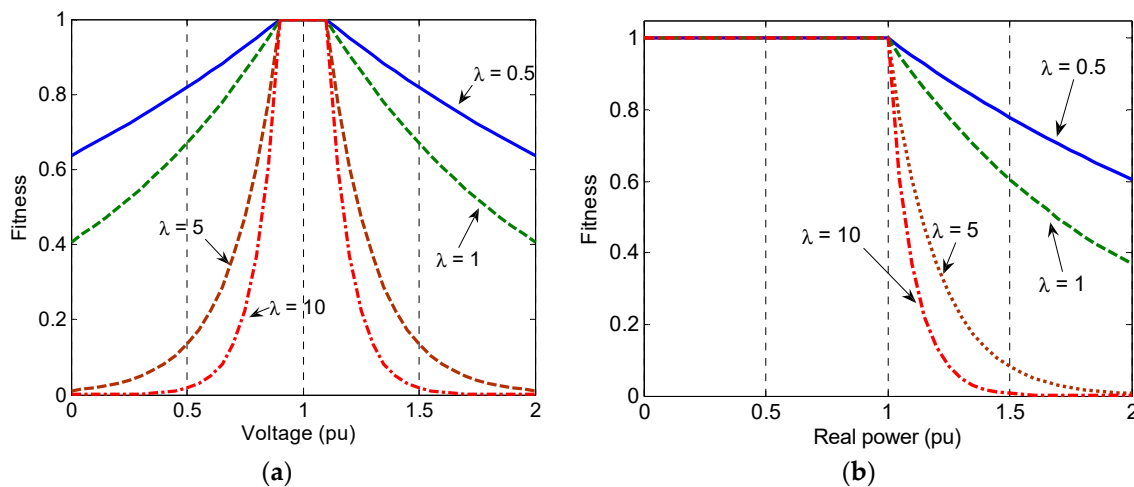 1
0.8
0.6
0.4
0.2
0
Fitness
λ = 0.5
λ = 5
λ = 1
λ = 10
0
0.5
1
1.5
2
Voltage (pu)
(a)
1
0.8
0.6
0.4
0.2
0
Fitness
λ = 0.5
λ = 10
λ = 5
λ = 1
0
0.5
1
1.5
2
Real power (pu)
(b)